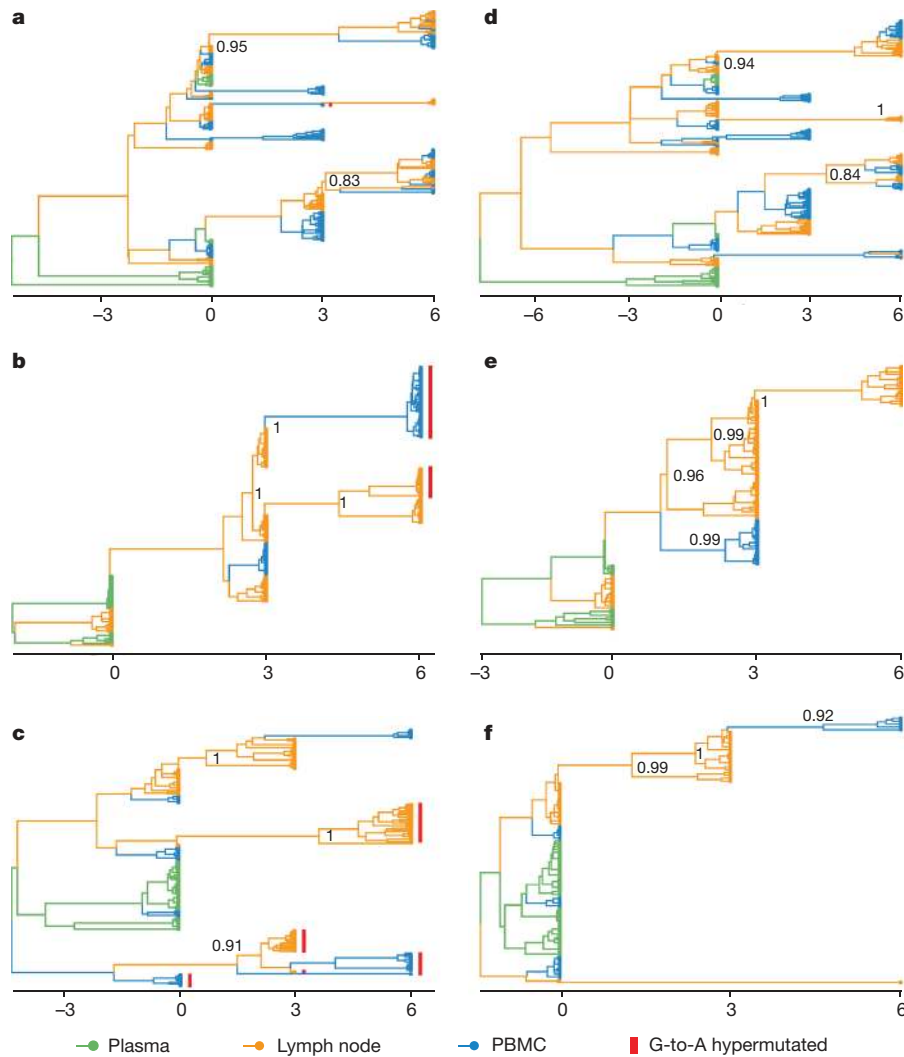 a
0.95
0.83
−3 0 3 6
d
0.94
1
0.84
−6 −3 0 3 6
b
1
1
1
0 3 6
e
1
0.99
0.96
0.99
−3 0 3 6
c
1
1
0.91
−3 0 3 6
f
0.92
1
0.99
0 3 6
Plasma Lymph node PBMC G-to-A hypermutated